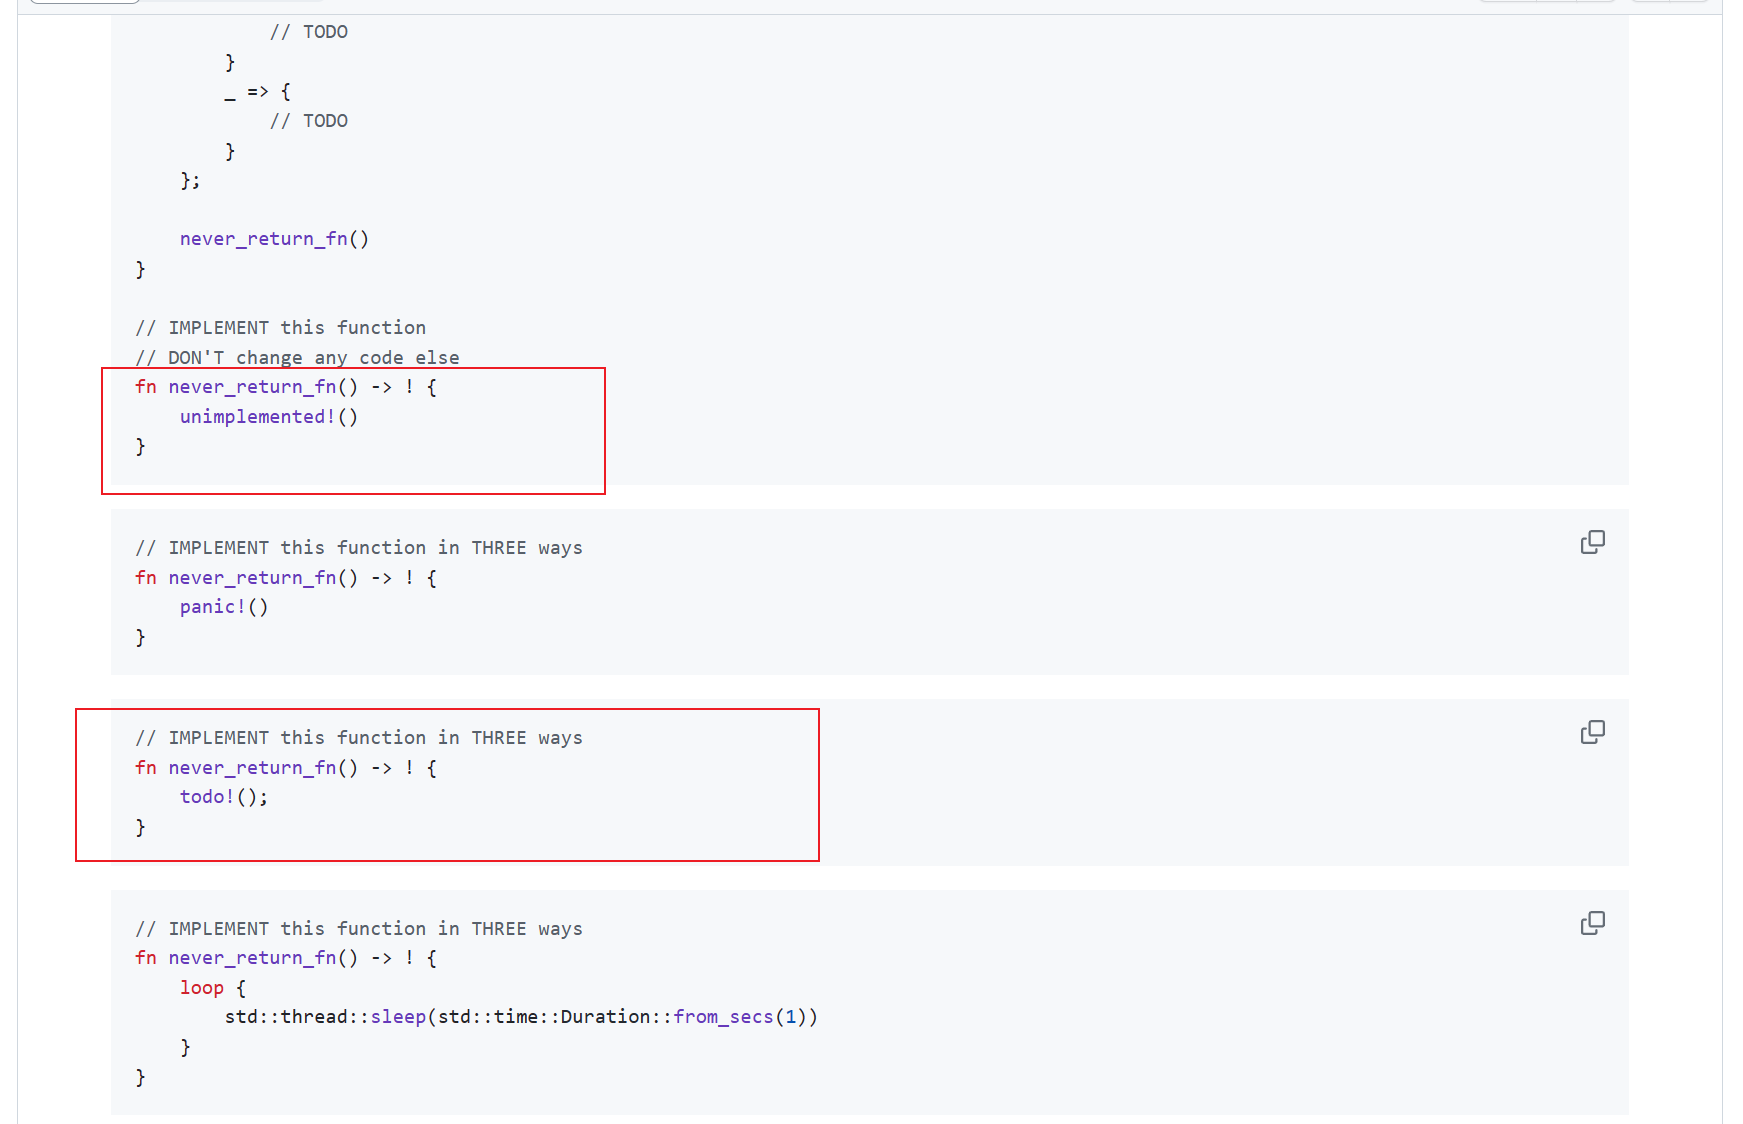 // TODO
}
_ => {
// TODO
}
};
never_return_fn()
}
// IMPLEMENT this function
// DON'T change any code else
fn never_return_fn() -> ! {
unimplemented!()
}
// IMPLEMENT this function in THREE ways
fn never_return_fn() -> ! {
panic!()
}
// IMPLEMENT this function in THREE ways
fn never_return_fn() -> ! {
todo!();
}
// IMPLEMENT this function in THREE ways
fn never_return_fn() -> ! {
loop {
std::thread::sleep(std::time::Duration::from_secs(1))
}
}